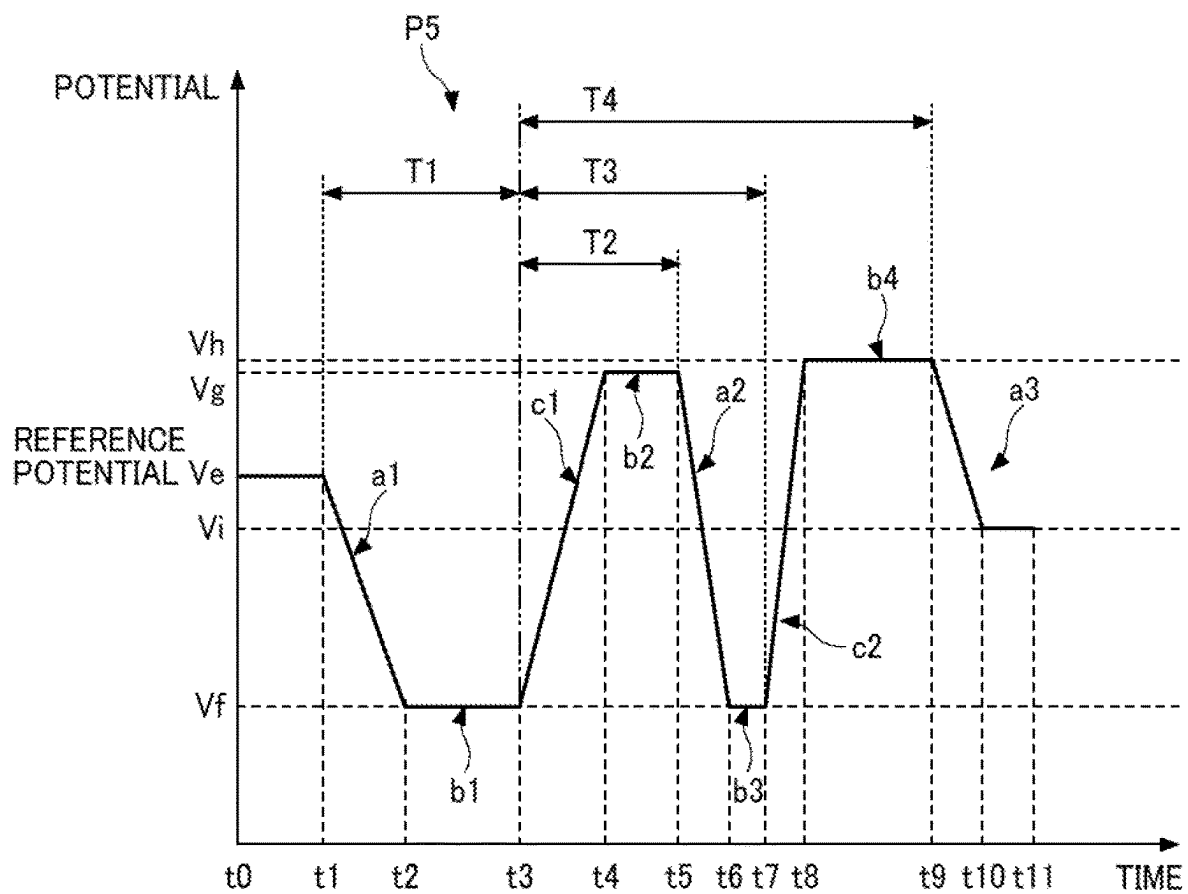 P5
POTENTIAL
T4
T1
T3
T2
b4
Vh
Vg
c1
a2
a3
b2
REFERENCE
POTENTIAL Ve
a1
Vi
c2
Vf
b1
b3
t0 t1 t2 t3 t4 t5 t6 t7 t8 t9 t10 t11 TIME